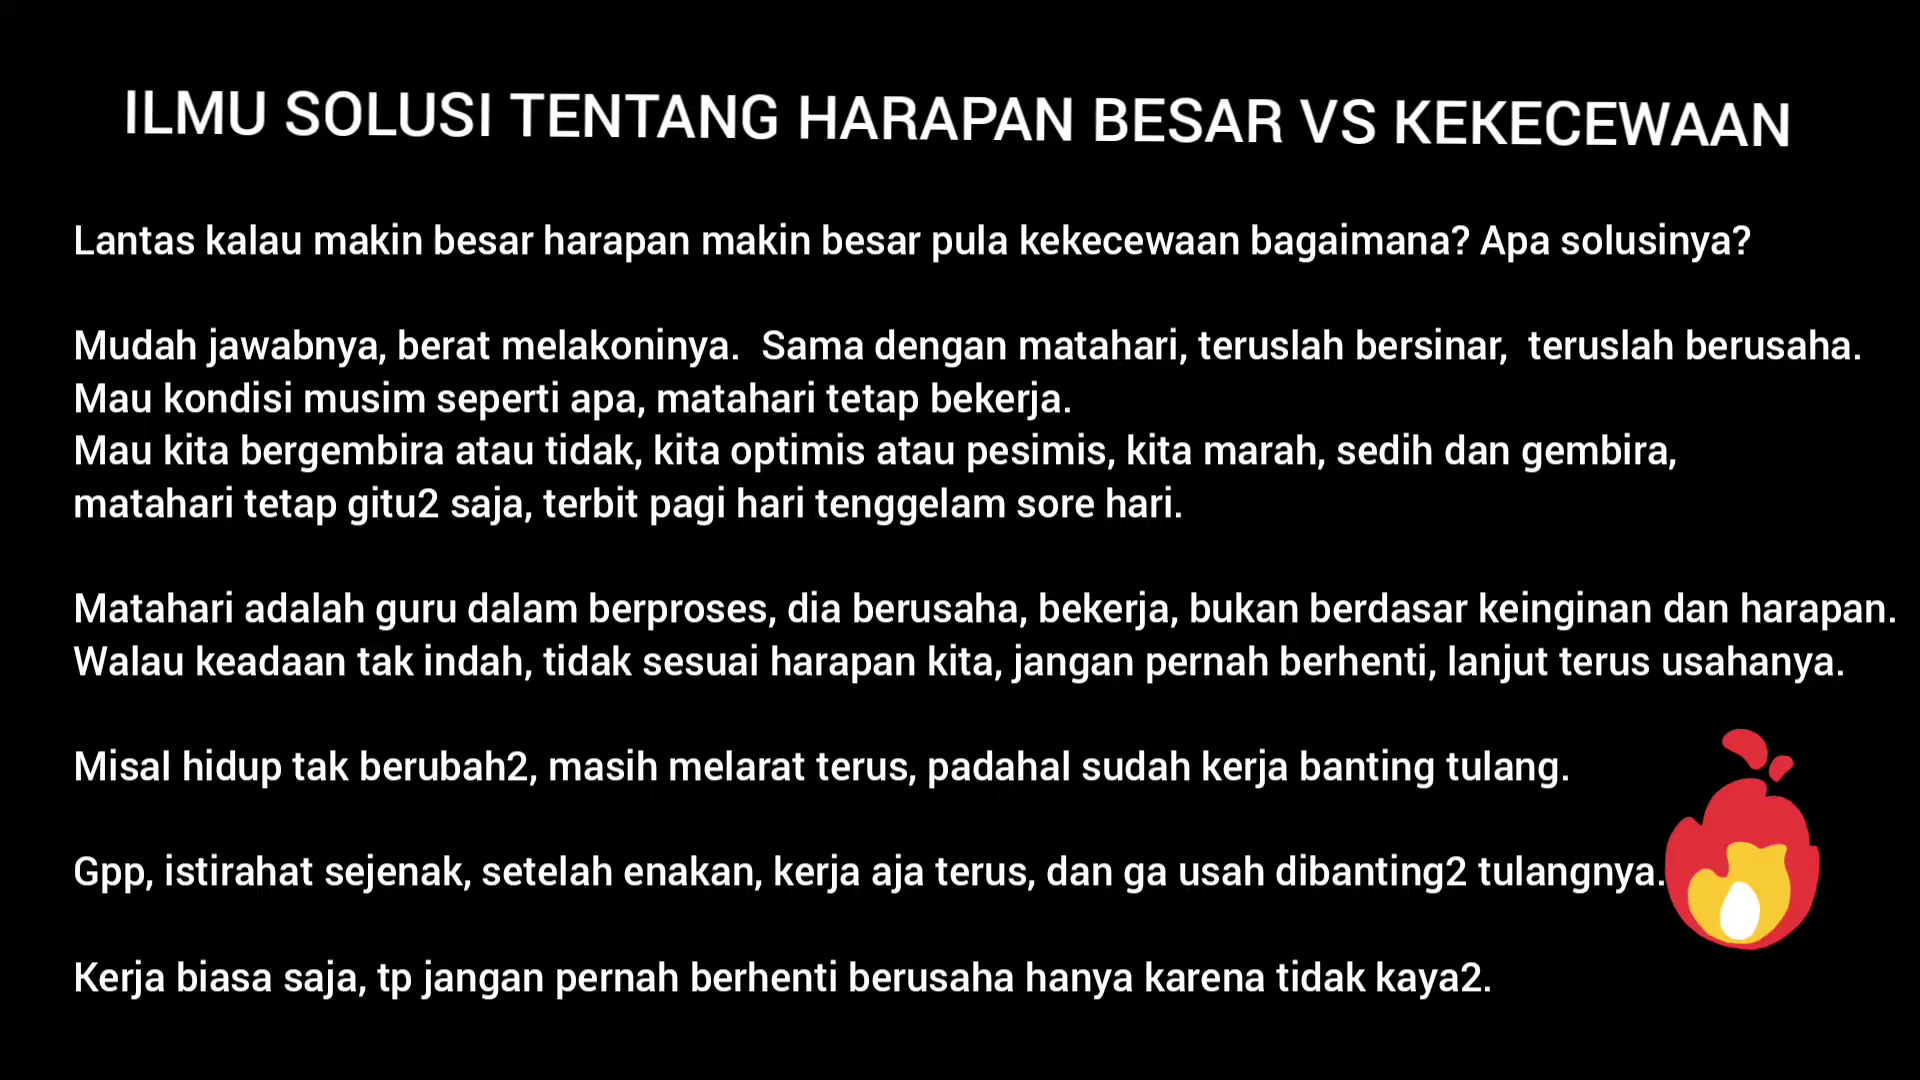 ILMU SOLUSI TENTANG HARAPAN BESAR VS KEKECEWAAN
Lantas kalau makin besar harapan makin besar pula kekecewaan bagaimana? Apa solusinya?
Mudah jawabnya, berat melakoninya.  Sama dengan matahari, teruslah bersinar,  teruslah berusaha.
Mau kondisi musim seperti apa, matahari tetap bekerja.
Mau kita bergembira atau tidak, kita optimis atau pesimis, kita marah, sedih dan gembira,
matahari tetap gitu2 saja, terbit pagi hari tenggelam sore hari.
Matahari adalah guru dalam berproses, dia berusaha, bekerja, bukan berdasar keinginan dan harapan.
Walau keadaan tak indah, tidak sesuai harapan kita, jangan pernah berhenti, lanjut terus usahanya.
Misal hidup tak berubah2, masih melarat terus, padahal sudah kerja banting tulang.
Gpp, istirahat sejenak, setelah enakan, kerja aja terus, dan ga usah dibanting2 tulangnya.
Kerja biasa saja, tp jangan pernah berhenti berusaha hanya karena tidak kaya2.